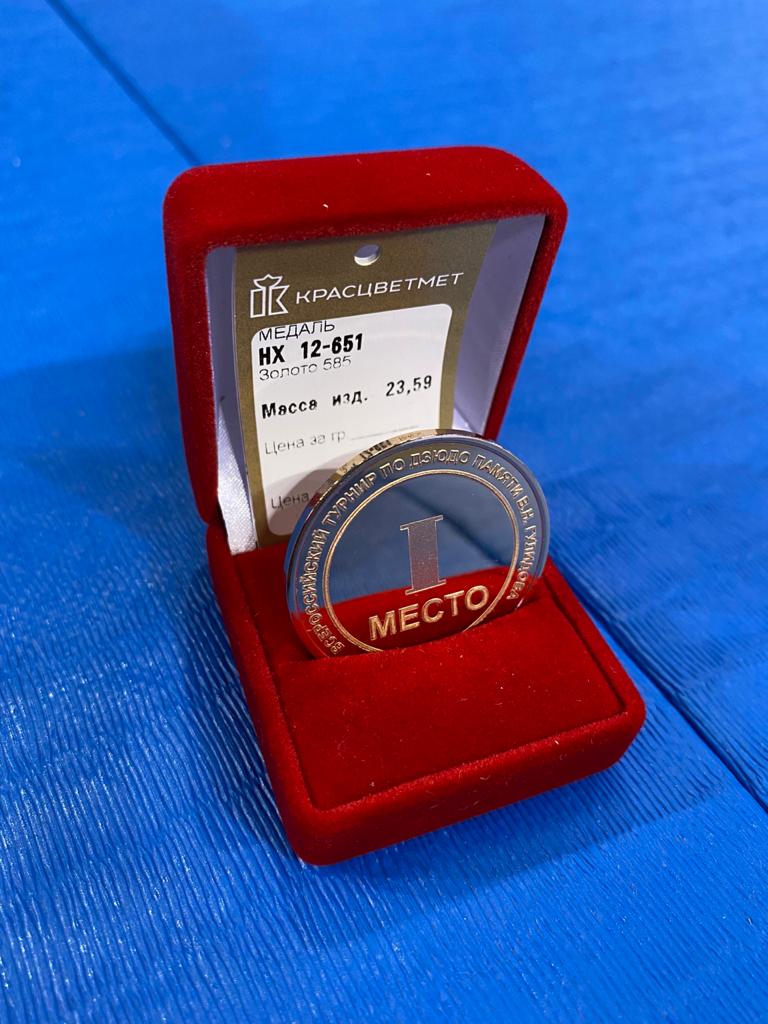 КРАСЦВЕТМЕТ
МЕДАЛЬ
НХ 12-651
Золото 585
Масса изд. 23,59
Цена за гр.
Цена
ВСЕРОССИЙСКИЙ ТУРНИР ПО ДЗЮДО ПАМЯТИ В.Н. ГУЛИДОВА
I
МЕСТО